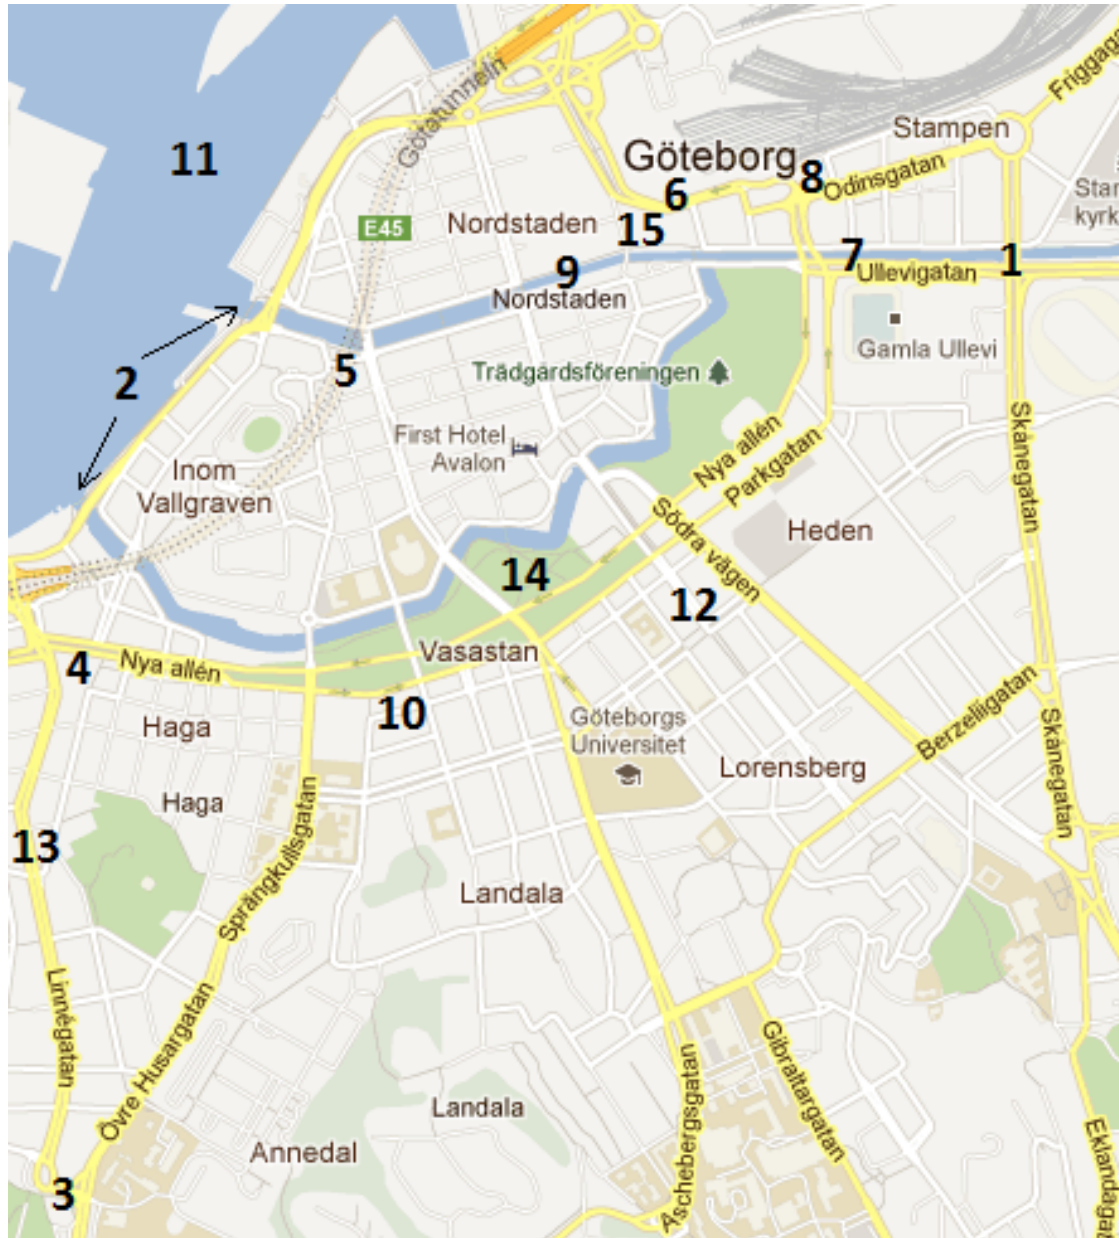 Götatunneln
Friggagat
Stampen
11
Göteborg
8
Odinsgatan
6
Star
kyrk
Nordstaden
E45
15
7
1
9
Ullevigatan
Nordstaden
2
5
Trädgårdsföreningen
Gamla Ullevi
First Hotel
Avalon
Nya allén
Parkgatan
Skånegatan
Inom
Vallgraven
Södra vägen
Heden
14
12
4
Nya allén
Vasastan
10
Haga
Göteborgs
Universitet
Berzeliigatan
Skånegatan
Lorensberg
Haga
13
Sprängkullsgatan
Landala
Linnégatan
Övre Husargatan
Gibraltargatan
Aschebergsgatan
Landala
Annedal
Eklandagat
3